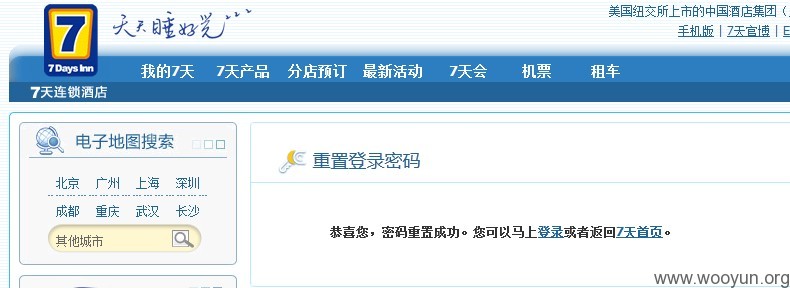 美国纽交所上市的中国酒店集团（
天天睡好觉
手机版 | 7天官博 | E
7
7 Days Inn
我的7天 7天产品 分店预订 最新活动 7天会 机票 租车
7天连锁酒店
电子地图搜索
重置登录密码
北京 广州 上海 深圳
成都 重庆 武汉 长沙
其他城市
恭喜您，密码重置成功。您可以马上登录或者返回7天首页。
www.wooyun.org